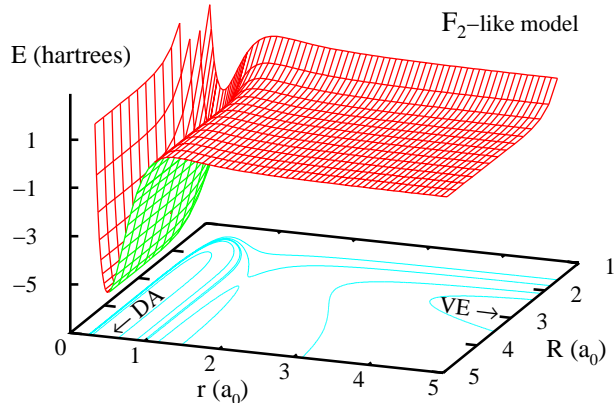 F₂−like model
E (hartrees)
1
−1
−3
−5
← DA
VE →
0
1
2
3
4
5
r (a₀)
5
4
3
2
1
R (a₀)